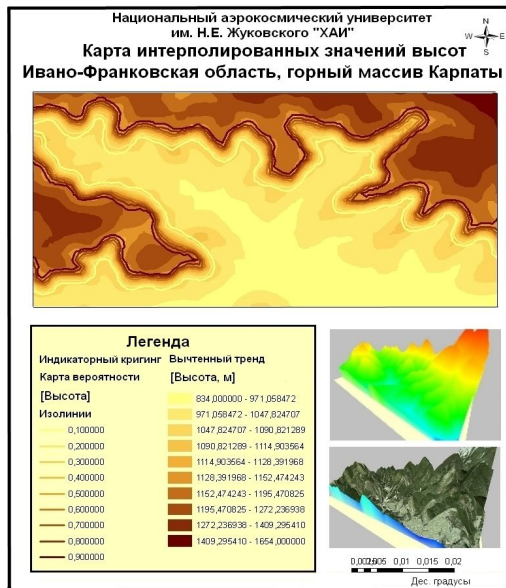 Национальный аэрокосмический университет
им. Н.Е. Жуковского "ХАИ"
Карта интерполированных значений высот
Ивано-Франковская область, горный массив Карпаты
N
W E
S
Легенда
Индикаторный кригинг
Карта вероятности
[Высота]
Изолинии
0,100000
0,200000
0,300000
0,400000
0,500000
0,600000
0,700000
0,800000
0,900000
Вычтенный тренд
[Высота, м]
834,000000 - 971,058472
971,058472 - 1047,824707
1047,824707 - 1090,821289
1090,821289 - 1114,903564
1114,903564 - 1128,391968
1128,391968 - 1152,474243
1152,474243 - 1195,470825
1195,470825 - 1272,236938
1272,236938 - 1409,295410
1409,295410 - 1654,000000
0,01 0,015 0,02
Дес. градусы